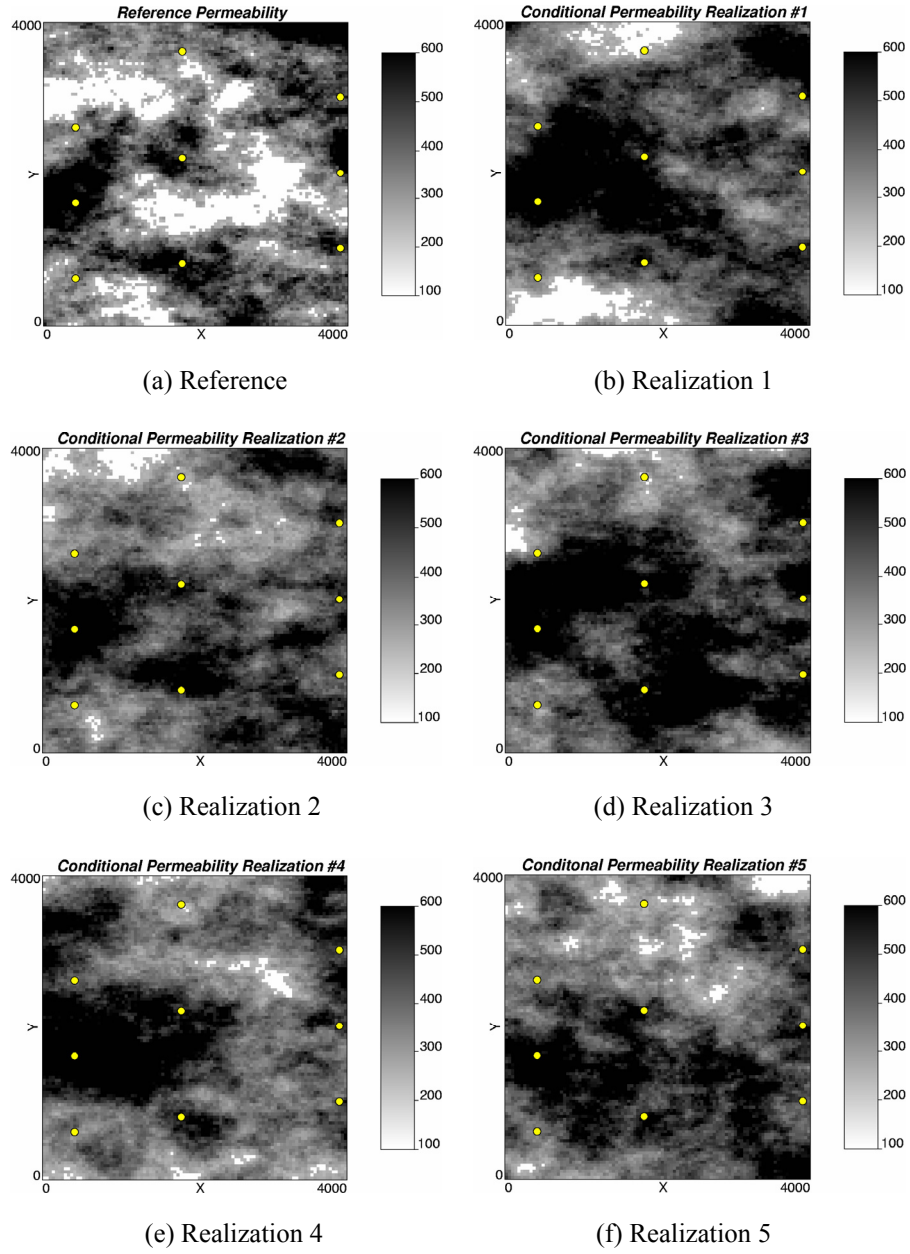 Reference Permeability
4000
Y
0
0
X
4000
600
500
400
300
200
100
(a) Reference
Conditional Permeability Realization #1
4000
Y
0
0
X
4000
600
500
400
300
200
100
(b) Realization 1
Conditional Permeability Realization #2
4000
Y
0
0
X
4000
600
500
400
300
200
100
(c) Realization 2
Conditional Permeability Realization #3
4000
Y
0
0
X
4000
600
500
400
300
200
100
(d) Realization 3
Conditional Permeability Realization #4
4000
Y
0
0
X
4000
600
500
400
300
200
100
(e) Realization 4
Conditonal Permeability Realization #5
4000
Y
0
0
X
4000
600
500
400
300
200
100
(f) Realization 5